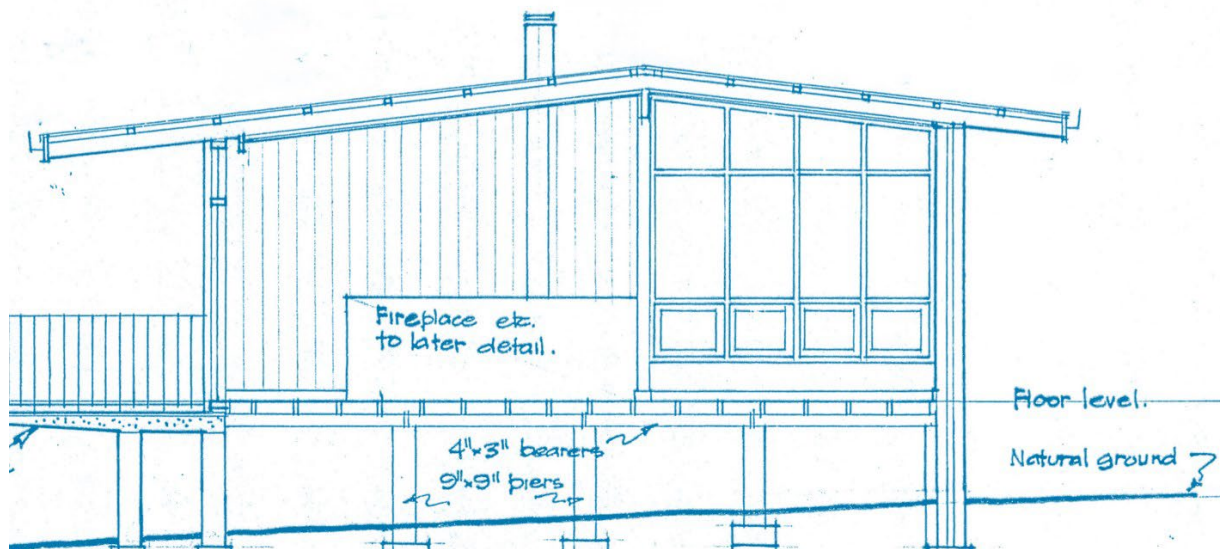 Fireplace etc.
to later detail.
Floor level.
4"x3" bearers
Natural ground
9"x9" piers